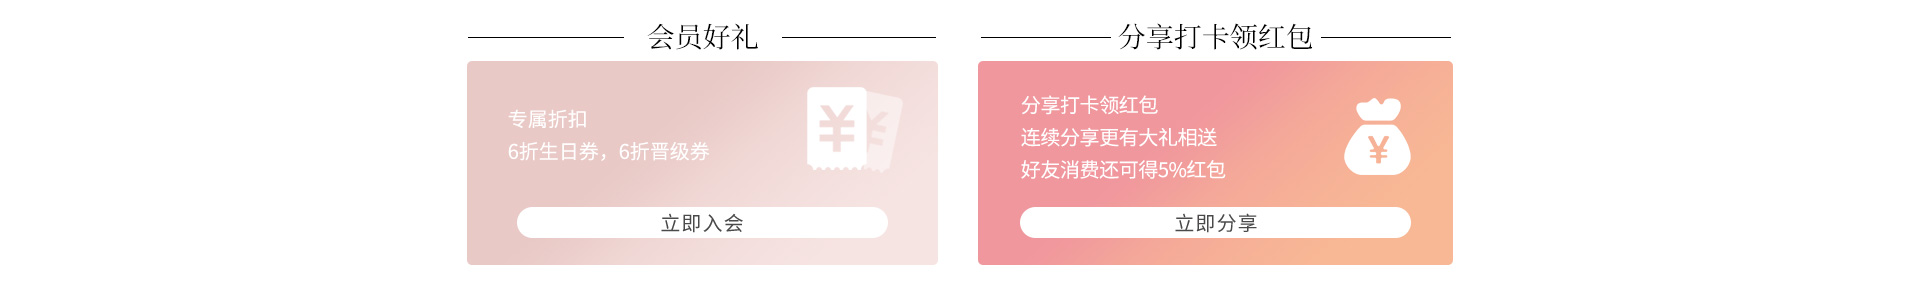 会员好礼
专属折扣
6折生日券，6折晋级券
立即入会
分享打卡领红包
分享打卡领红包
连续分享更有大礼相送
好友消费还可得5%红包
立即分享